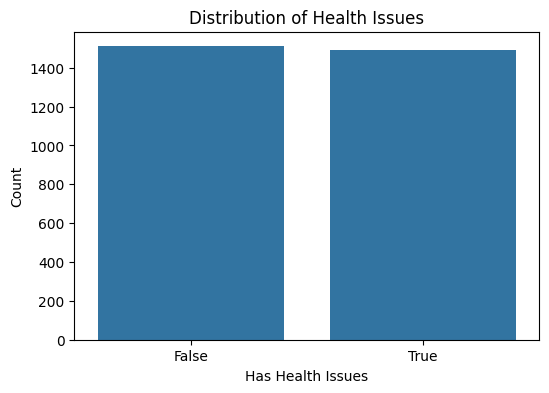 Distribution of Health Issues
1400
1200
1000
800
600
400
200
0
Count
False True
Has Health Issues